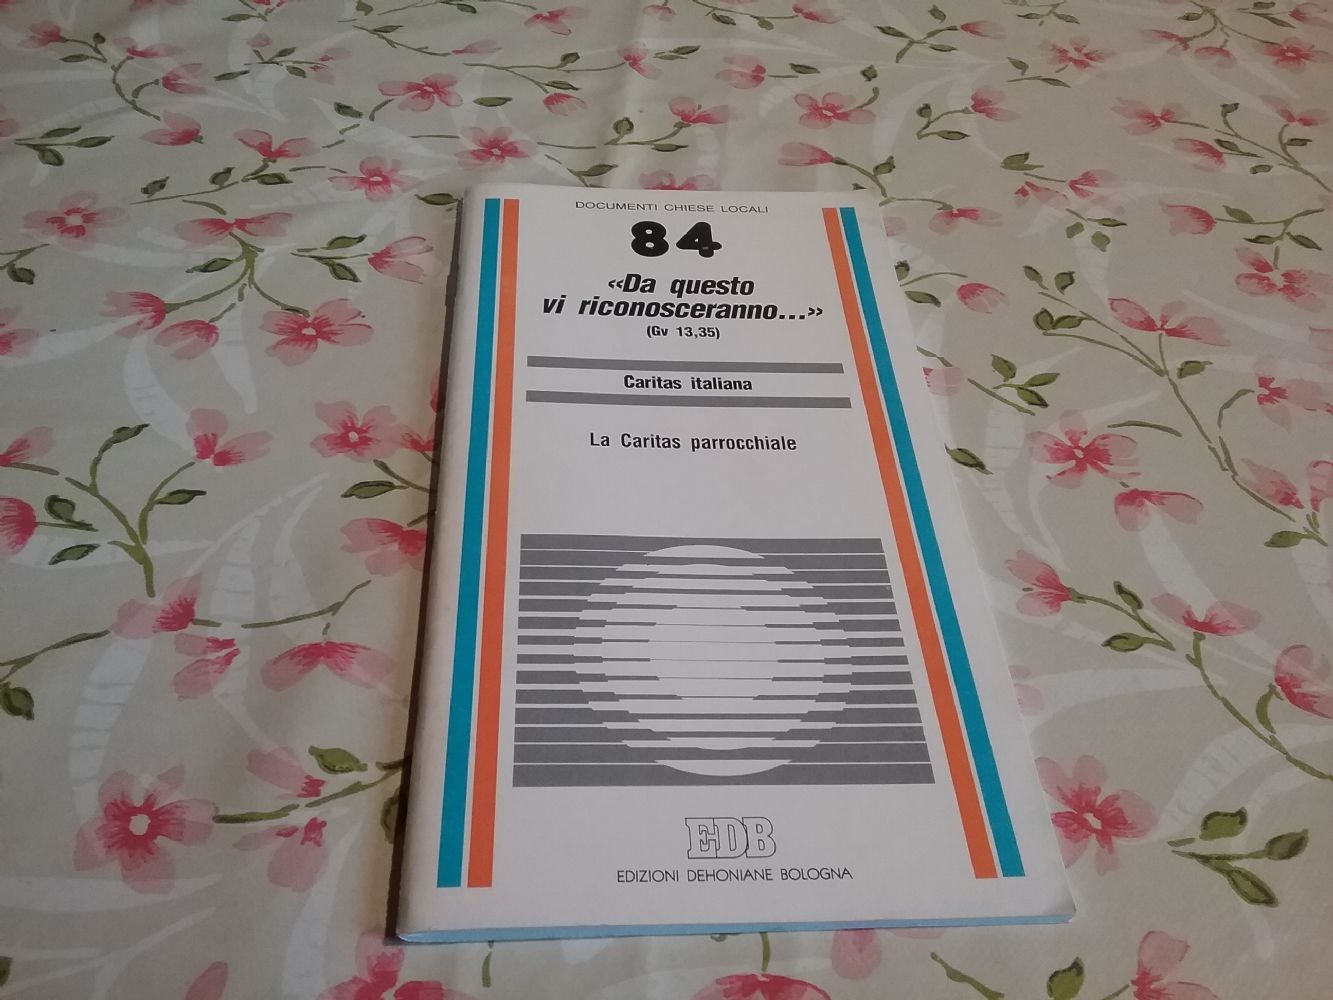 DOCUMENTI CHIESE LOCALI
84
«Da questo
vi riconosceranno...»
(Gv 13,35)
Caritas italiana
La Caritas parrocchiale
EDB
EDIZIONI DEHONIANE BOLOGNA